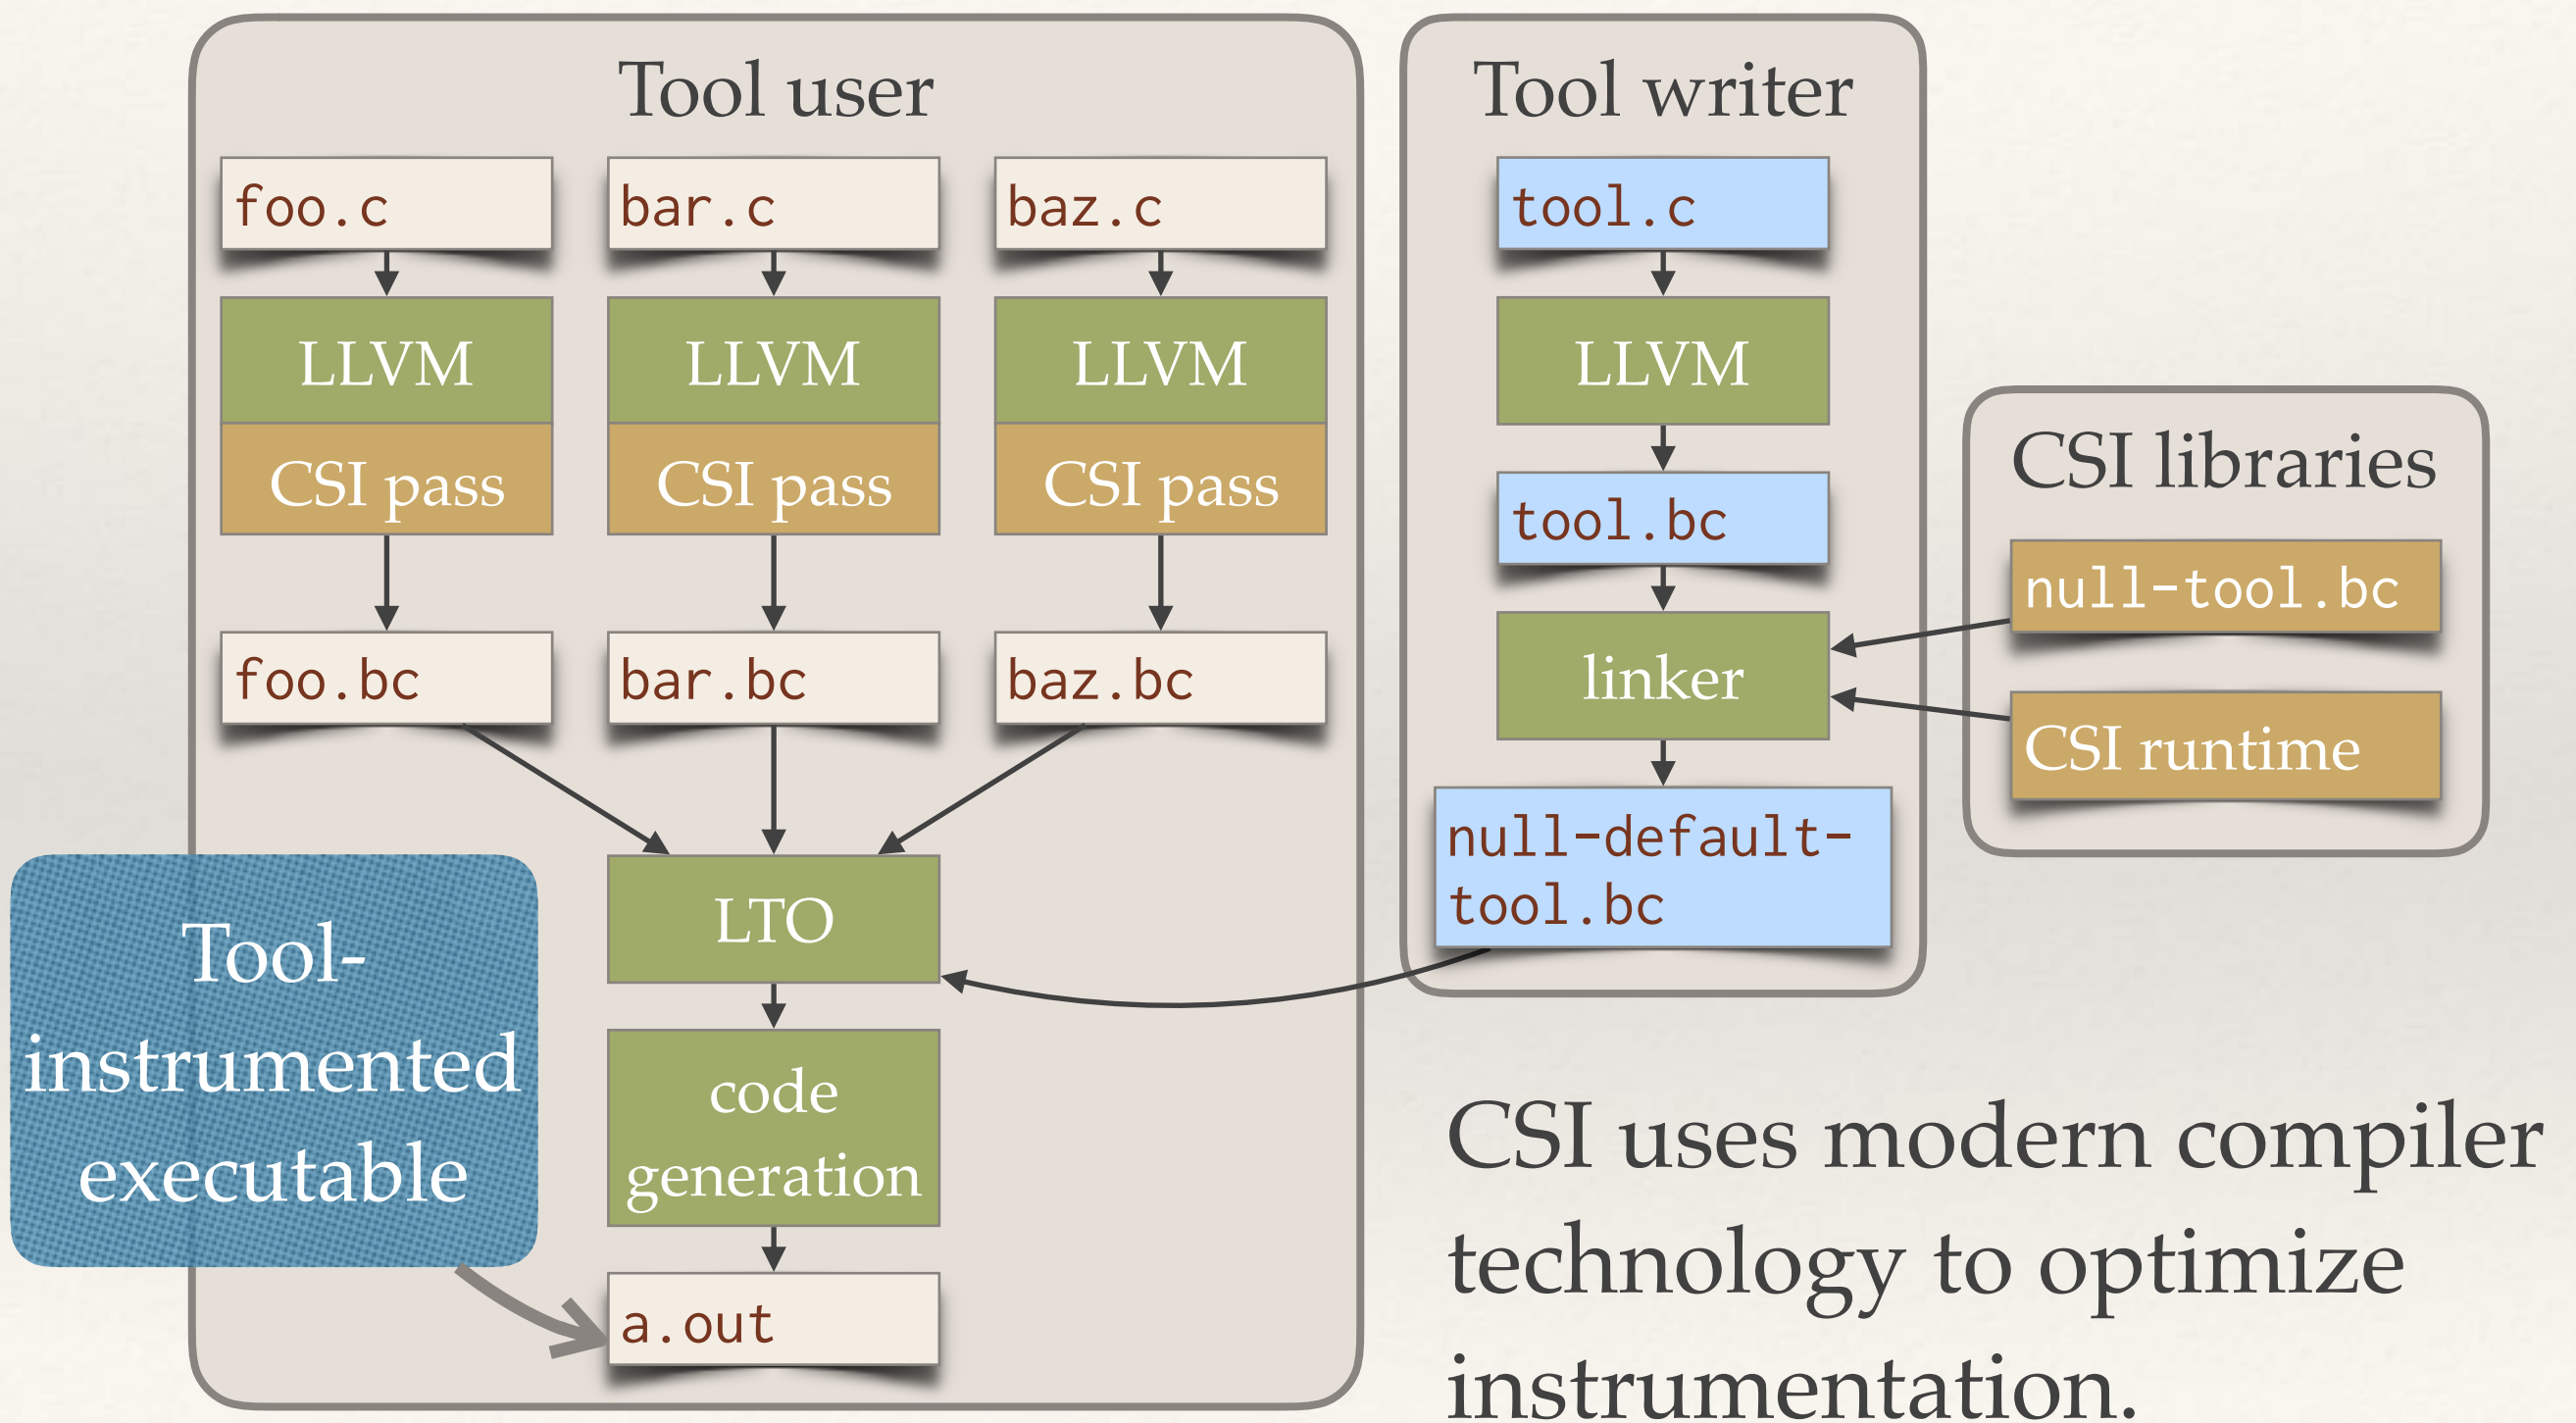 Tool user
foo.c
bar.c
baz.c
LLVM
LLVM
LLVM
CSI pass
CSI pass
CSI pass
foo.bc
bar.bc
baz.bc
LTO
code
generation
a.out
Tool-
instrumented
executable
Tool writer
tool.c
LLVM
tool.bc
linker
null-default-
tool.bc
CSI libraries
null-tool.bc
CSI runtime
CSI uses modern compiler
technology to optimize
instrumentation.